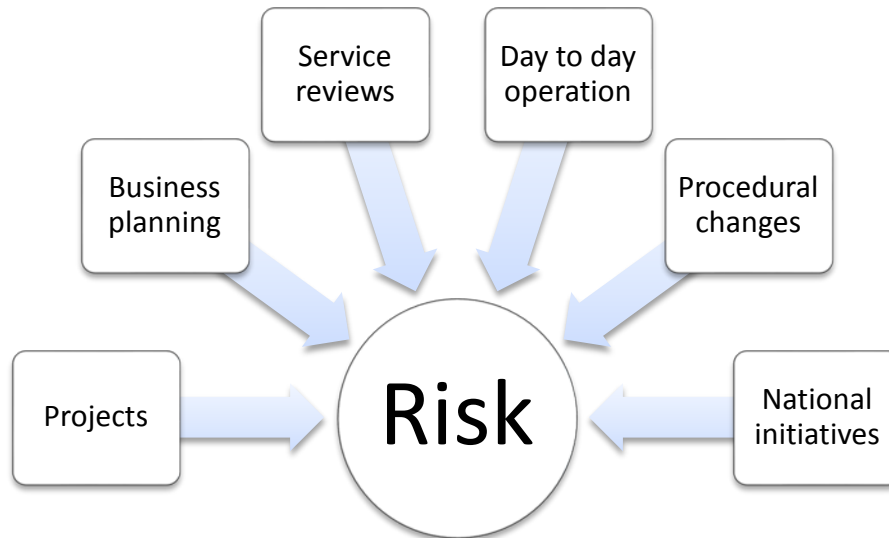 Service
reviews
Day to day
operation
Business
planning
Procedural
changes
Projects
Risk
National
initiatives